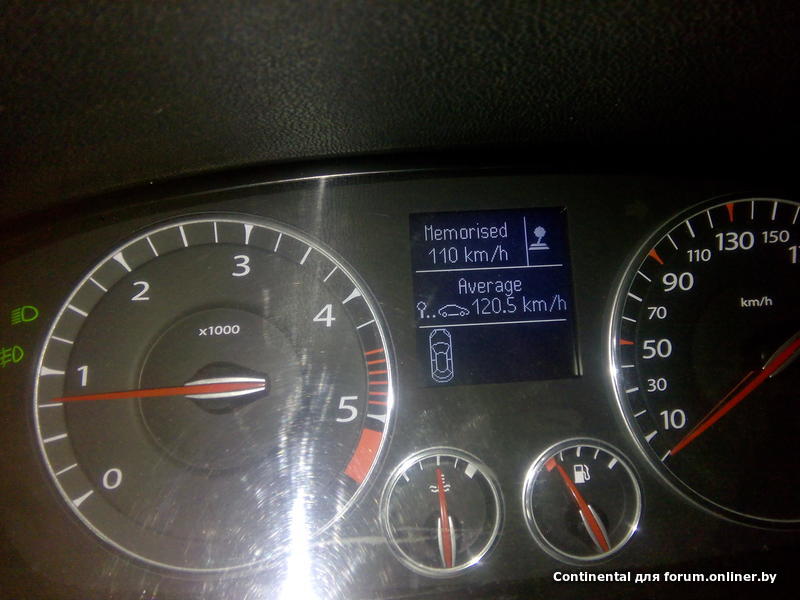 Memorised
110 km/h
Average
120.5 km/h
0
1
2
3
4
5
x1000
10
30
50
70
90
110
130
150
km/h
Continental для forum.onliner.by